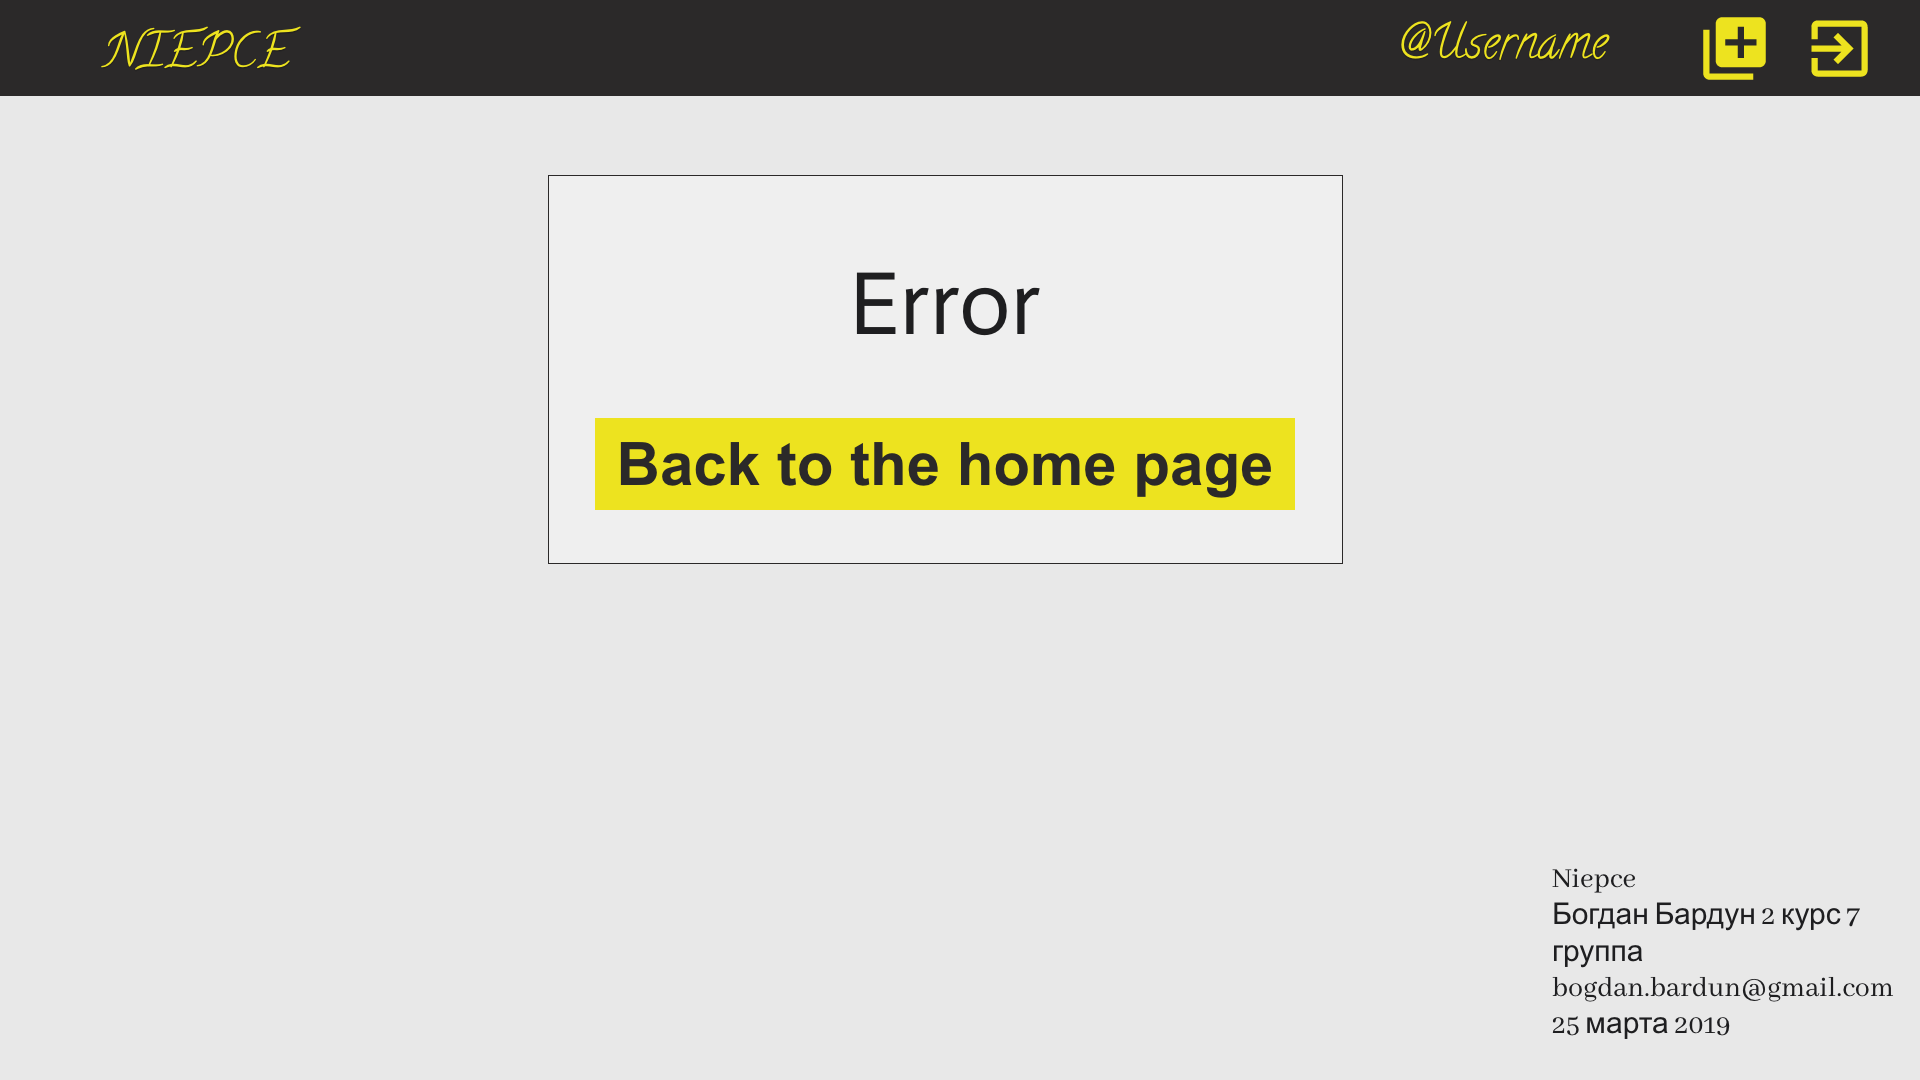 NIEPCE
@Username
Error
Back to the home page
Niepce
Богдан Бардун 2 курс 7
группа
bogdan.bardun@gmail.com
25 марта 2019